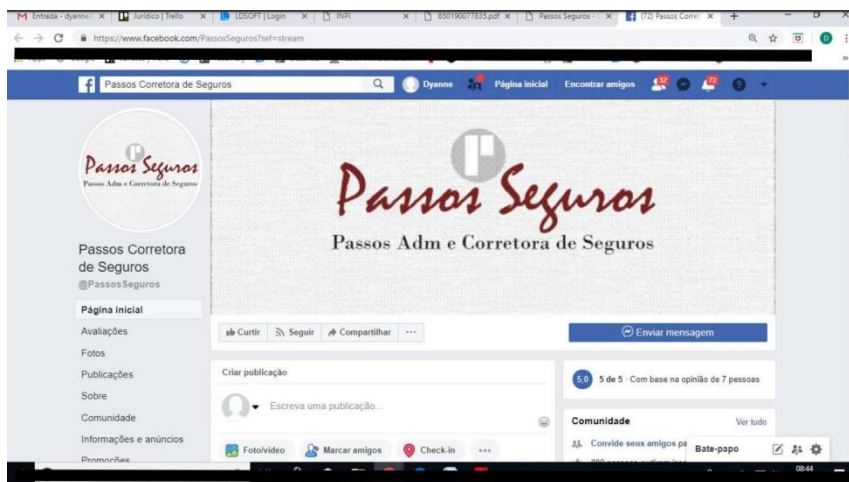 Entrada - dyanne
Jurídico | Trello
LDSOFT | Login
INPI
850190077835.pdf
Passos Seguros -
(72) Passos Corre
https://www.facebook.com/PassosSeguros?ref=stream
Passos Corretora de Seguros
Dyanne
Página inicial
Encontrar amigos
32
72
Passos Seguros
Passos Adm e Corretora de Seguros
Passos Seguros
Passos Adm e Corretora de Seguros
Passos Corretora
de Seguros
@PassosSeguros
Página inicial
Avaliações
Fotos
Publicações
Sobre
Comunidade
Informações e anúncios
Promoções
Curtir
Seguir
Compartilhar
Enviar mensagem
Criar publicação
Escreva uma publicação...
Foto/vídeo
Marcar amigos
Check-in
5,0
5 de 5 · Com base na opinião de 7 pessoas
Comunidade
Ver tudo
Convide seus amigos pa
Bate-papo
08:44